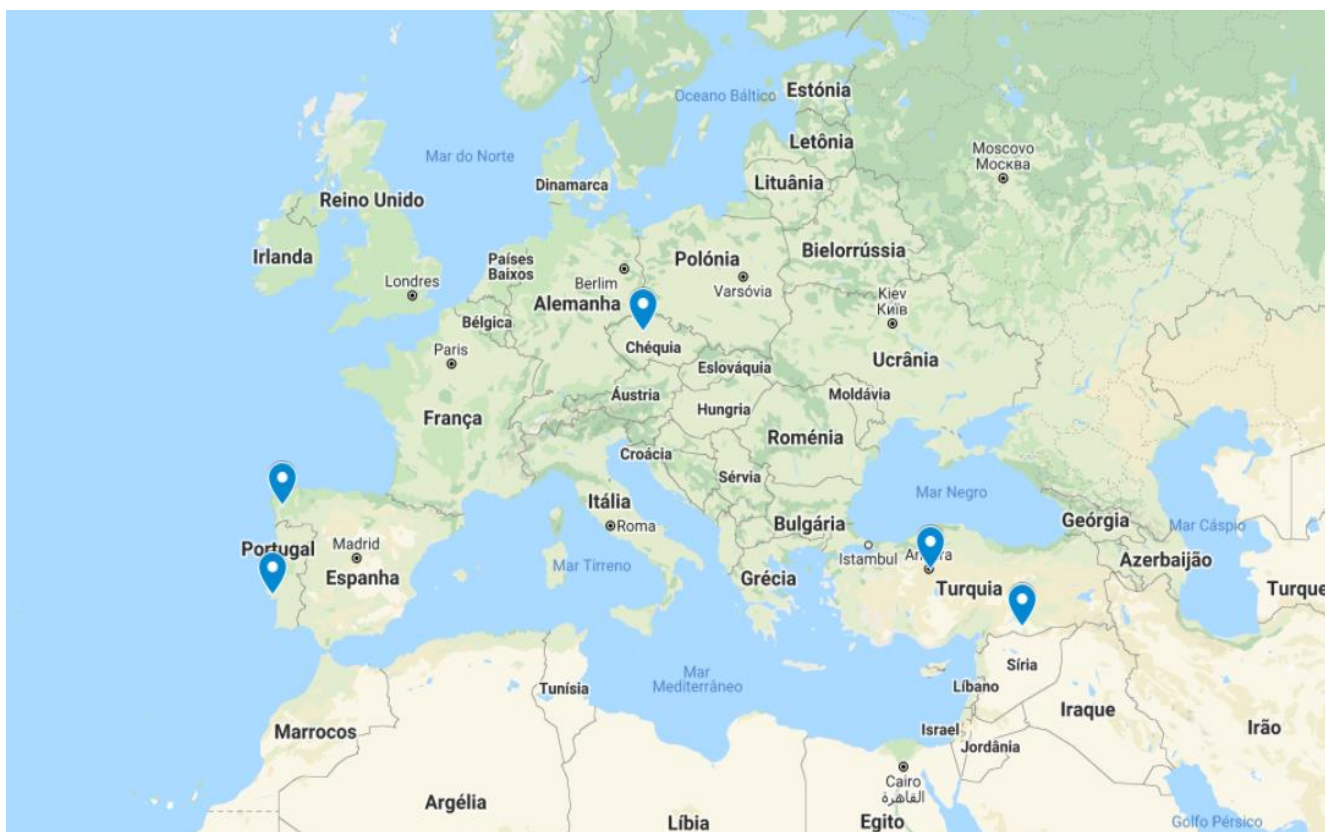 Oceano Báltico
Estónia
Letônia
Moscovo
Москва
Mar do Norte
Dinamarca
Lituânia
Reino Unido
Irlanda
Países
Baixos
Polónia
Bielorrússia
Londres
Berlim
Varsóvia
Alemanha
Kiev
Київ
Bélgica
Paris
Chéquia
Ucrânia
Eslováquia
Áustria
Moldávia
Hungria
França
Roménia
Croácia
Sérvia
Mar Negro
Itália
Roma
Bulgária
Geórgia
Mar Cáspio
Portugal
Madrid
Espanha
Istambul
Azerbaijão
Mar Tirreno
Grécia
Turquia
Turque
Mar
Mediterrâneo
Síria
Tunísia
Líbano
Iraque
Marrocos
Israel
Jordânia
Irão
Cairo
القاهرة
Argélia
Líbia
Egito
Golfo Pérsico